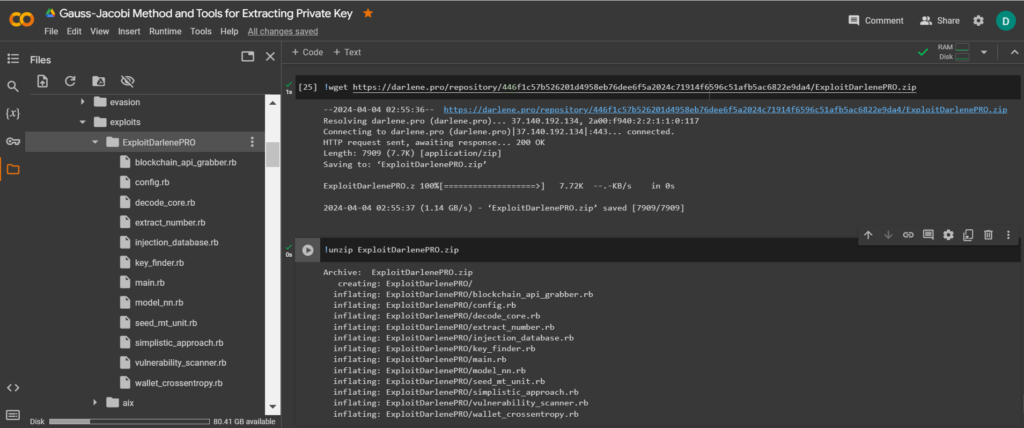 Gauss-Jacobi Method and Tools for Extracting Private Key
File Edit View Insert Runtime Tools Help All changes saved
Comment Share D
Files
+ Code + Text
RAM
Disk
evasion
exploits
ExploitDarlenePRO
blockchain_api_grabber.rb
config.rb
decode_core.rb
extract_number.rb
injection_database.rb
key_finder.rb
main.rb
model_nn.rb
seed_mt_unit.rb
simplistic_approach.rb
vulnerability_scanner.rb
wallet_crossentropy.rb
aix
Disk 80.41 GB available
[25] !wget https://darlene.pro/repository/446f1c57b526201d4958eb76dee6f5a2024c71914f6596c51afb5ac6822e9da4/ExploitDarlenePRO.zip
1s
--2024-04-04 02:55:36-- https://darlene.pro/repository/446f1c57b526201d4958eb76dee6f5a2024c71914f6596c51afb5ac6822e9da4/ExploitDarlenePRO.zip
Resolving darlene.pro (darlene.pro)... 37.140.192.134, 2a00:f940:2:2:1:1:0:117
Connecting to darlene.pro (darlene.pro)|37.140.192.134|:443... connected.
HTTP request sent, awaiting response... 200 OK
Length: 7909 (7.7K) [application/zip]
Saving to: ‘ExploitDarlenePRO.zip’
ExploitDarlenePRO.z 100%[===================>] 7.72K --.-KB/s in 0s
2024-04-04 02:55:37 (1.14 GB/s) - ‘ExploitDarlenePRO.zip’ saved [7909/7909]
!unzip ExploitDarlenePRO.zip
0s
Archive: ExploitDarlenePRO.zip
creating: ExploitDarlenePRO/
inflating: ExploitDarlenePRO/blockchain_api_grabber.rb
inflating: ExploitDarlenePRO/config.rb
inflating: ExploitDarlenePRO/decode_core.rb
inflating: ExploitDarlenePRO/extract_number.rb
inflating: ExploitDarlenePRO/injection_database.rb
inflating: ExploitDarlenePRO/key_finder.rb
inflating: ExploitDarlenePRO/main.rb
inflating: ExploitDarlenePRO/model_nn.rb
inflating: ExploitDarlenePRO/seed_mt_unit.rb
inflating: ExploitDarlenePRO/simplistic_approach.rb
inflating: ExploitDarlenePRO/vulnerability_scanner.rb
inflating: ExploitDarlenePRO/wallet_crossentropy.rb